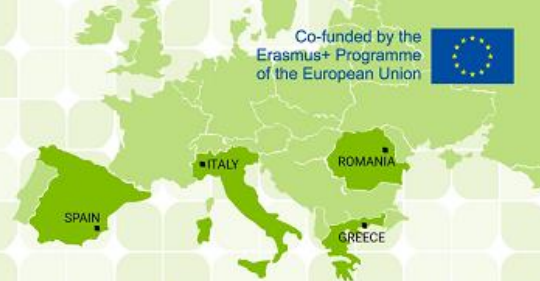 Co-funded by the
Erasmus+ Programme
of the European Union
ITALY
ROMANIA
SPAIN
GREECE